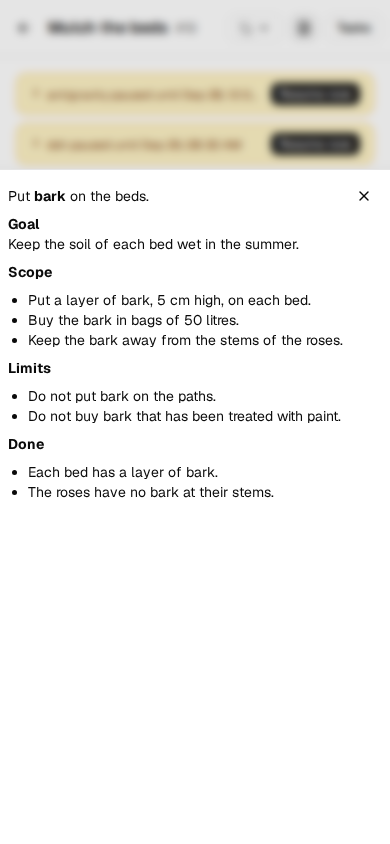 Mulch the beds
Put bark on the beds.
Goal
Keep the soil of each bed wet in the summer.
Scope
Put a layer of bark, 5 cm high, on each bed.
Buy the bark in bags of 50 litres.
Keep the bark away from the stems of the roses.
Limits
Do not put bark on the paths.
Do not buy bark that has been treated with paint.
Done
Each bed has a layer of bark.
The roses have no bark at their stems.